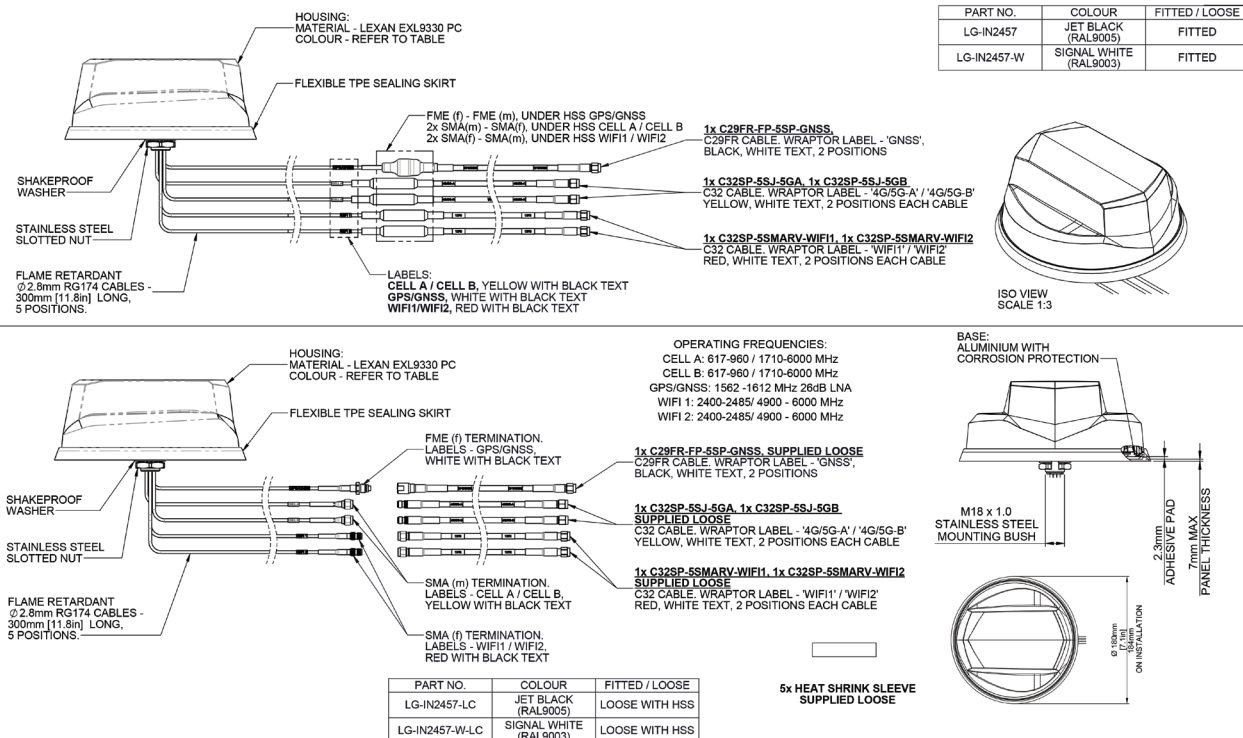 HOUSING:
MATERIAL - LEXAN EXL9330 PC
COLOUR - REFER TO TABLE
FLEXIBLE TPE SEALING SKIRT
FME (f) - FME (m), UNDER HSS GPS/GNSS
2x SMA(m) - SMA(f), UNDER HSS CELL A / CELL B
2x SMA(f) - SMA(m), UNDER HSS WIFI1 / WIFI2
SHAKEPROOF
WASHER
STAINLESS STEEL
SLOTTED NUT
FLAME RETARDANT
Ø2.8mm RG174 CABLES -
300mm [11.8in] LONG,
5 POSITIONS.
LABELS:
CELL A / CELL B, YELLOW WITH BLACK TEXT
GPS/GNSS, WHITE WITH BLACK TEXT
WIFI1/WIFI2, RED WITH BLACK TEXT
1x C29FR-FP-5SP-GNSS,
C29FR CABLE. WRAPTOR LABEL - 'GNSS',
BLACK, WHITE TEXT, 2 POSITIONS
1x C32SP-5SJ-5GA, 1x C32SP-5SJ-5GB
C32 CABLE. WRAPTOR LABEL - '4G/5G-A' / '4G/5G-B'
YELLOW, WHITE TEXT, 2 POSITIONS EACH CABLE
1x C32SP-5SMARV-WIFI1, 1x C32SP-5SMARV-WIFI2
C32 CABLE. WRAPTOR LABEL - 'WIFI1' / 'WIFI2'
RED, WHITE TEXT, 2 POSITIONS EACH CABLE
PART NO. COLOUR FITTED / LOOSE
LG-IN2457 JET BLACK (RAL9005) FITTED
LG-IN2457-W SIGNAL WHITE (RAL9003) FITTED
ISO VIEW
SCALE 1:3
HOUSING:
MATERIAL - LEXAN EXL9330 PC
COLOUR - REFER TO TABLE
FLEXIBLE TPE SEALING SKIRT
FME (f) TERMINATION.
LABELS - GPS/GNSS,
WHITE WITH BLACK TEXT
SHAKEPROOF
WASHER
STAINLESS STEEL
SLOTTED NUT
FLAME RETARDANT
Ø2.8mm RG174 CABLES -
300mm [11.8in] LONG,
5 POSITIONS.
SMA (m) TERMINATION.
LABELS - CELL A / CELL B,
YELLOW WITH BLACK TEXT
SMA (f) TERMINATION.
LABELS - WIFI1 / WIFI2,
RED WITH BLACK TEXT
OPERATING FREQUENCIES:
CELL A: 617-960 / 1710-6000 MHz
CELL B: 617-960 / 1710-6000 MHz
GPS/GNSS: 1562 -1612 MHz 26dB LNA
WIFI 1: 2400-2485/ 4900 - 6000 MHz
WIFI 2: 2400-2485/ 4900 - 6000 MHz
1x C29FR-FP-5SP-GNSS, SUPPLIED LOOSE
C29FR CABLE. WRAPTOR LABEL - 'GNSS',
BLACK, WHITE TEXT, 2 POSITIONS
1x C32SP-5SJ-5GA, 1x C32SP-5SJ-5GB
SUPPLIED LOOSE
C32 CABLE. WRAPTOR LABEL - '4G/5G-A' / '4G/5G-B'
YELLOW, WHITE TEXT, 2 POSITIONS EACH CABLE
1x C32SP-5SMARV-WIFI1, 1x C32SP-5SMARV-WIFI2
SUPPLIED LOOSE
C32 CABLE. WRAPTOR LABEL - 'WIFI1' / 'WIFI2'
RED, WHITE TEXT, 2 POSITIONS EACH CABLE
5x HEAT SHRINK SLEEVE
SUPPLIED LOOSE
BASE:
ALUMINIUM WITH
CORROSION PROTECTION
M18 x 1.0
STAINLESS STEEL
MOUNTING BUSH
2.3mm
ADHESIVE PAD
7mm MAX
PANEL THICKNESS
Ø 180mm
[7.1in]
184mm
ON INSTALLATION
PART NO. COLOUR FITTED / LOOSE
LG-IN2457-LC JET BLACK (RAL9005) LOOSE WITH HSS
LG-IN2457-W-LC SIGNAL WHITE (RAL9003) LOOSE WITH HSS